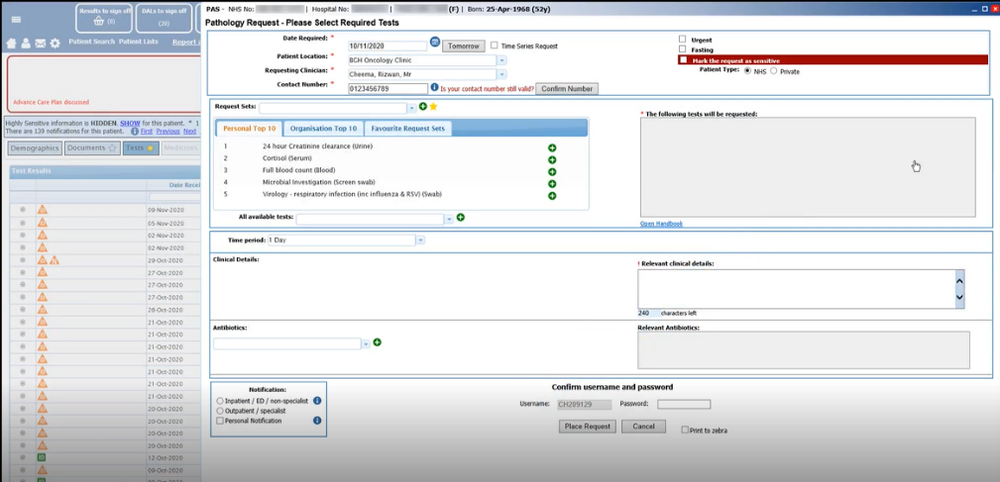 Results to sign off
(0)
OALs to sign off
(20)
Patient Search Patient Lists Report
Advance Care Plan discussed
Highly Sensitive information is HIDDEN. SHOW for this patient. * 1
There are 139 notifications for this patient. First Previous Next
Demographics Documents Tests Medicines
Test Results
Date Recei
09-Nov-2020
05-Nov-2020
02-Nov-2020
02-Nov-2020
29-Oct-2020
27-Oct-2020
27-Oct-2020
27-Oct-2020
26-Oct-2020
21-Oct-2020
21-Oct-2020
21-Oct-2020
21-Oct-2020
21-Oct-2020
21-Oct-2020
21-Oct-2020
20-Oct-2020
20-Oct-2020
20-Oct-2020
20-Oct-2020
12-Oct-2020
09-Oct-2020
PAS - NHS No: | Hospital No: | (F) | Born: 25-Apr-1968 (52y)
Pathology Request - Please Select Required Tests
Date Required: * 10/11/2020 Tomorrow Time Series Request
Patient Location: * BGH Oncology Clinic
Requesting Clinician: * Cheema, Rizwan, Mr
Contact Number: * 0123456789 Is your contact number still valid? Confirm Number
Urgent
Fasting
Mark the request as sensitive
Patient Type: NHS Private
Request Sets:
Personal Top 10 Organisation Top 10 Favourite Request Sets
1 24 hour Creatinine clearance (Urine)
2 Cortisol (Serum)
3 Full blood count (Blood)
4 Microbial Investigation (Screen swab)
5 Virology - respiratory infection (inc influenza & RSV) (Swab)
All available tests:
* The following tests will be requested:
Open Handbook
Time period: 1 Day
Clinical Details:
! Relevant clinical details:
240 characters left
Antibiotics:
Relevant Antibiotics:
Notification:
Inpatient / ED / non-specialist
Outpatient / specialist
Personal Notification
Confirm username and password
Username: CH209129 Password:
Place Request Cancel Print to zebra